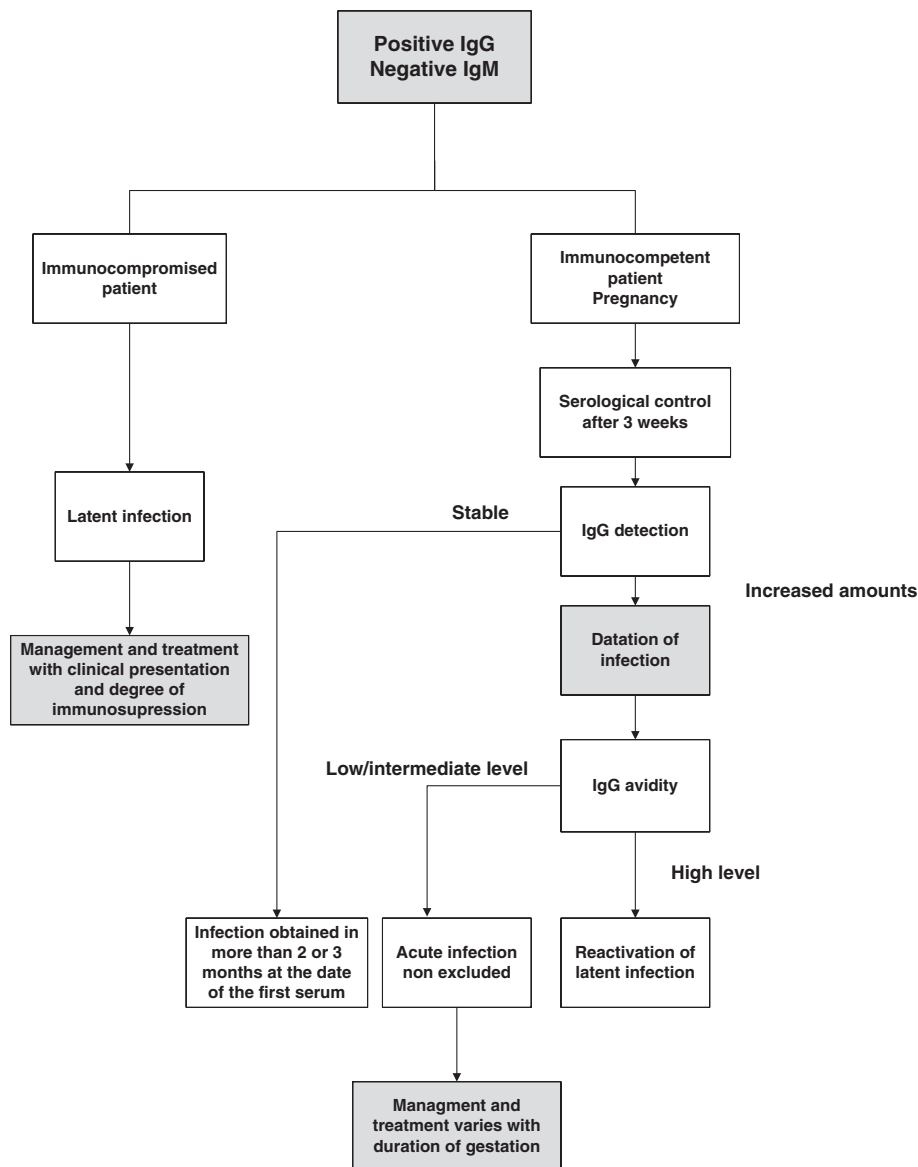 Positive IgG
Negative IgM
Immunocompromised
patient
Immunocompetent
patient
Pregnancy
Serological control
after 3 weeks
Latent infection
Stable
IgG detection
Increased amounts
Management and treatment
with clinical presentation
and degree of
immunosupression
Datation of
infection
Low/intermediate level
IgG avidity
High level
Infection obtained in
more than 2 or 3
months at the date
of the first serum
Acute infection
non excluded
Reactivation of
latent infection
Managment and
treatment varies with
duration of gestation